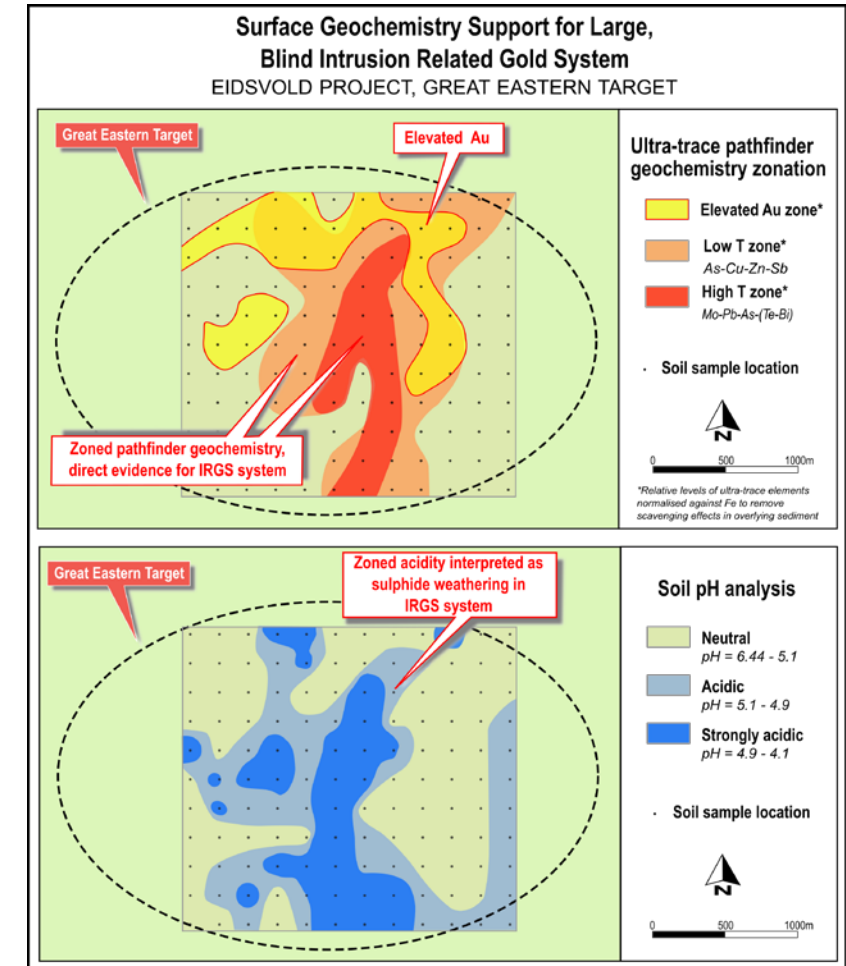 Surface Geochemistry Support for Large,
Blind Intrusion Related Gold System
EIDSVOLD PROJECT, GREAT EASTERN TARGET
Great Eastern Target
Elevated Au
Zoned pathfinder geochemistry,
direct evidence for IRGS system
Ultra-trace pathfinder
geochemistry zonation
Elevated Au zone*
Low T zone*
As-Cu-Zn-Sb
High T zone*
Mo-Pb-As-(Te-Bi)
Soil sample location
N
0 500 1000m
*Relative levels of ultra-trace elements
normalised against Fe to remove
scavenging effects in overlying sediment
Great Eastern Target
Zoned acidity interpreted as
sulphide weathering in
IRGS system
Soil pH analysis
Neutral
pH = 6.44 - 5.1
Acidic
pH = 5.1 - 4.9
Strongly acidic
pH = 4.9 - 4.1
Soil sample location
N
0 500 1000m